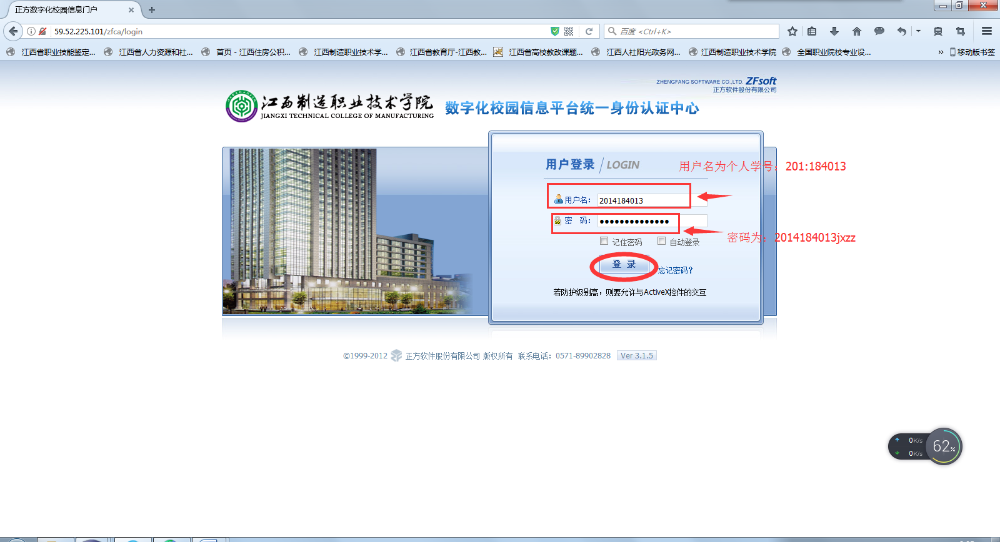 正方数字化校园信息门户
59.52.225.101/zfca/login
百度 <Ctrl+K>
江西省职业技能鉴定... 江西省人力资源和社... 首页 - 江西住房公积... 江西制造职业技术学... 江西省教育厅-江西教... 江西省高校教改课题... 江西人社阳光政务网... 江西制造职业技术学院 全国职业院校专业设... » 移动版书签
ZHENGFANG SOFTWARE CO.,LTD. ZFsoft
正方软件股份有限公司
江西制造职业技术学院
JIANGXI TECHNICAL COLLEGE OF MANUFACTURING
数字化校园信息平台统一身份认证中心
用户登录 / LOGIN
用户名为个人学号：201:184013
用户名： 2014184013
密 码： ●●●●●●●●●●●●●●
密码为：2014184013jxzz
记住密码 自动登录
登 录 忘记密码?
若防护级别高，则要允许与ActiveX控件的交互
©1999-2012 正方软件股份有限公司 版权所有 联系电话：0571-89902828 Ver 3.1.5
0K/s
0K/s
62%